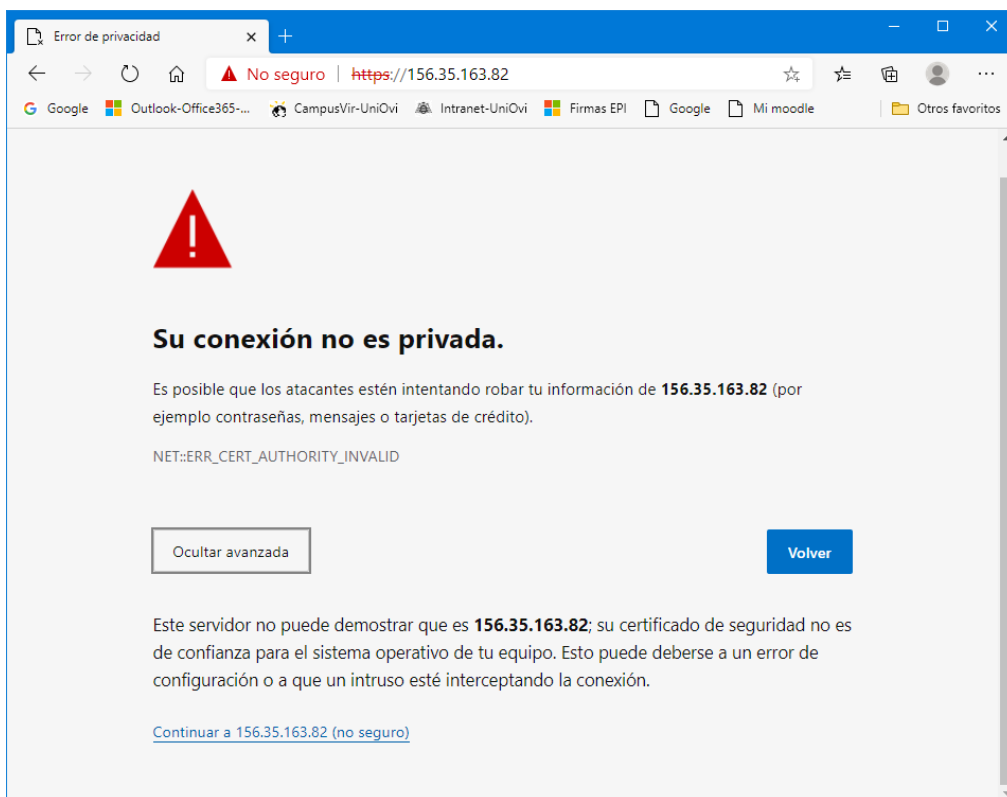 Error de privacidad
No seguro | https://156.35.163.82
Google Outlook-Office365-... CampusVir-UniOvi Intranet-UniOvi Firmas EPI Google Mi moodle Otros favoritos
Su conexión no es privada.
Es posible que los atacantes estén intentando robar tu información de 156.35.163.82 (por
ejemplo contraseñas, mensajes o tarjetas de crédito).
NET::ERR_CERT_AUTHORITY_INVALID
Ocultar avanzada Volver
Este servidor no puede demostrar que es 156.35.163.82; su certificado de seguridad no es
de confianza para el sistema operativo de tu equipo. Esto puede deberse a un error de
configuración o a que un intruso esté interceptando la conexión.
Continuar a 156.35.163.82 (no seguro)